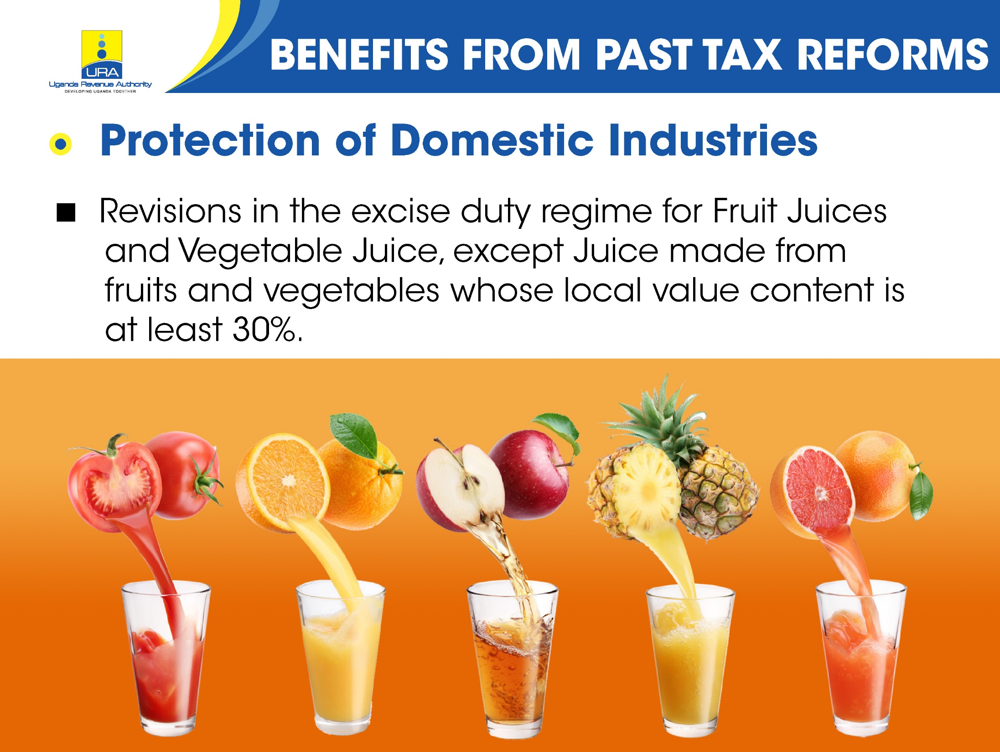 BENEFITS FROM PAST TAX REFORMS
URA
Uganda Revenue Authority
DEVELOPING UGANDA TOGETHER
Protection of Domestic Industries
Revisions in the excise duty regime for Fruit Juices
and Vegetable Juice, except Juice made from
fruits and vegetables whose local value content is
at least 30%.